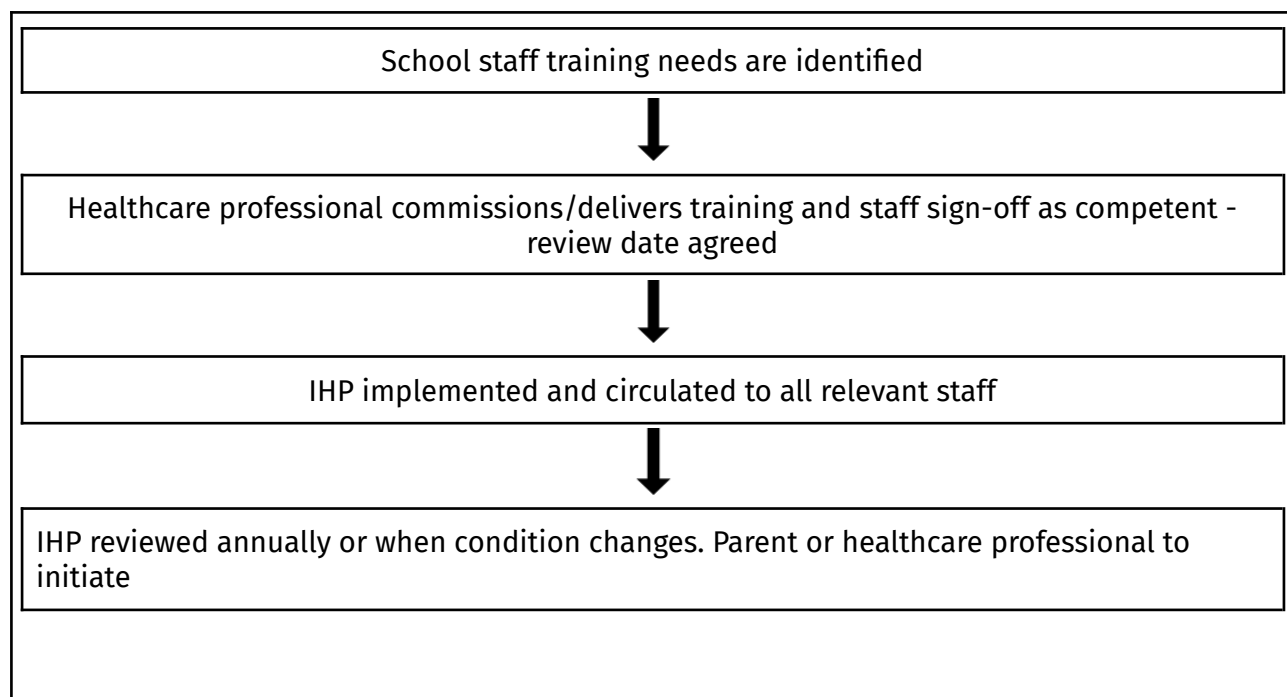 School staff training needs are identified
Healthcare professional commissions/delivers training and staff sign-off as competent -
review date agreed
IHP implemented and circulated to all relevant staff
IHP reviewed annually or when condition changes. Parent or healthcare professional to
initiate